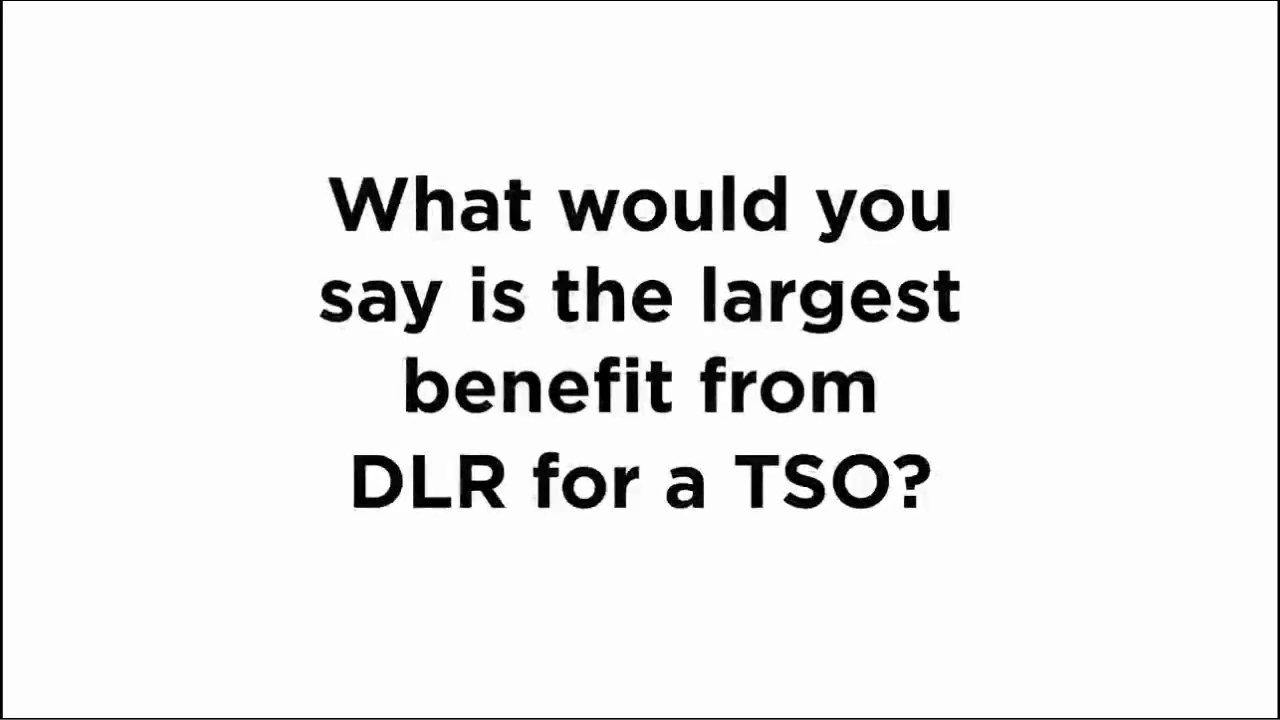 What would you
say is the largest
benefit from
DLR for a TSO?